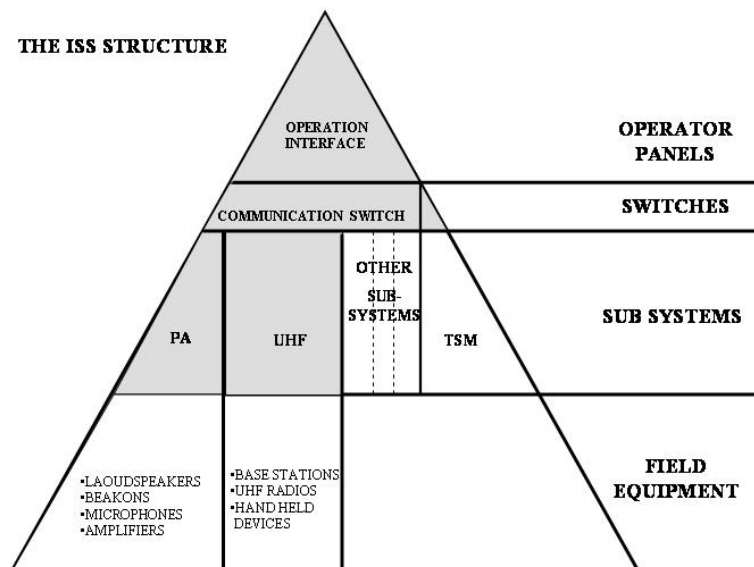 THE ISS STRUCTURE
OPERATION
INTERFACE
OPERATOR
PANELS
COMMUNICATION SWITCH
SWITCHES
PA
UHF
OTHER
SUB-
SYSTEMS
TSM
SUB SYSTEMS
•LAOUDSPEAKERS
•BEAKONS
•MICROPHONES
•AMPLIFIERS
•BASE STATIONS
•UHF RADIOS
•HAND HELD
DEVICES
FIELD
EQUIPMENT